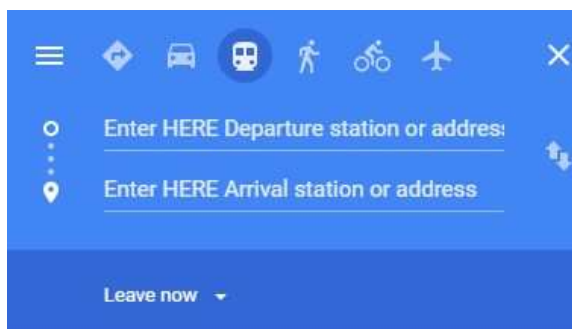 Enter HERE Departure station or addres
Enter HERE Arrival station or address
Leave now